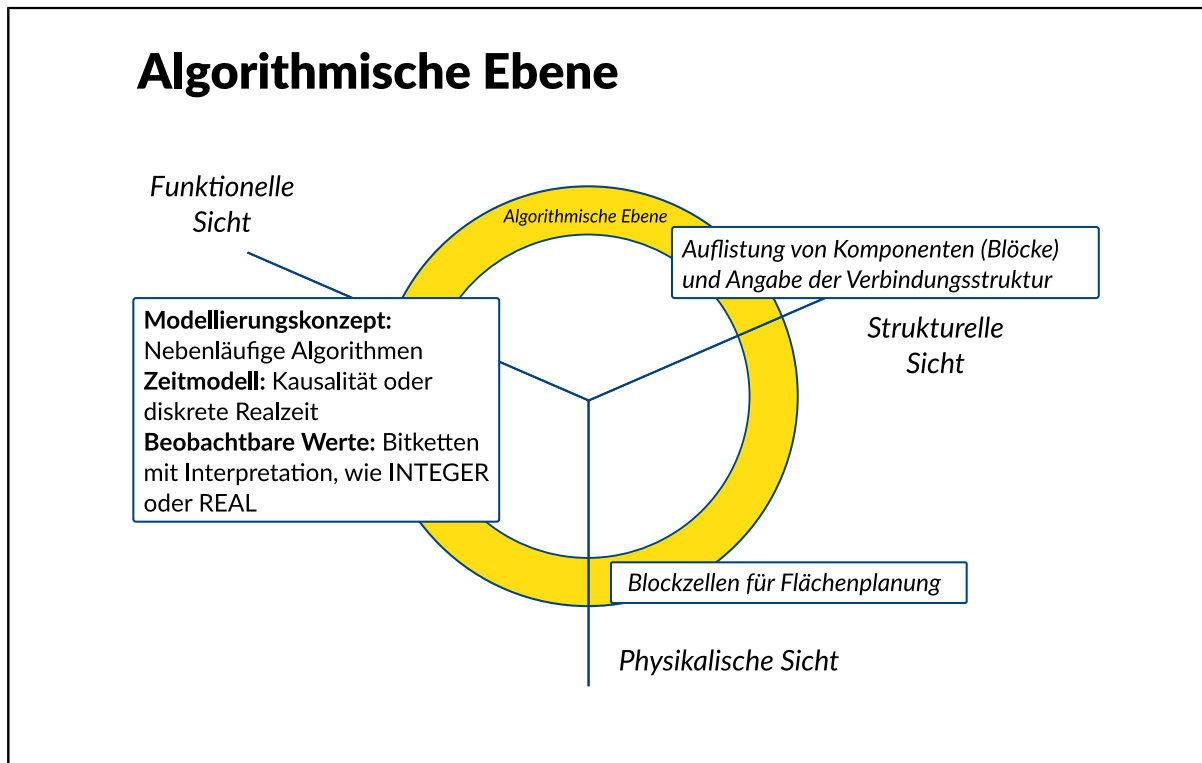 Algorithmische Ebene
Funktionelle
Sicht
Algorithmische Ebene
Auflistung von Komponenten (Blöcke)
und Angabe der Verbindungsstruktur
Modellierungskonzept:
Nebenläufige Algorithmen
Zeitmodell: Kausalität oder
diskrete Realzeit
Beobachtbare Werte: Bitketten
mit Interpretation, wie INTEGER
oder REAL
Strukturelle
Sicht
Blockzellen für Flächenplanung
Physikalische Sicht